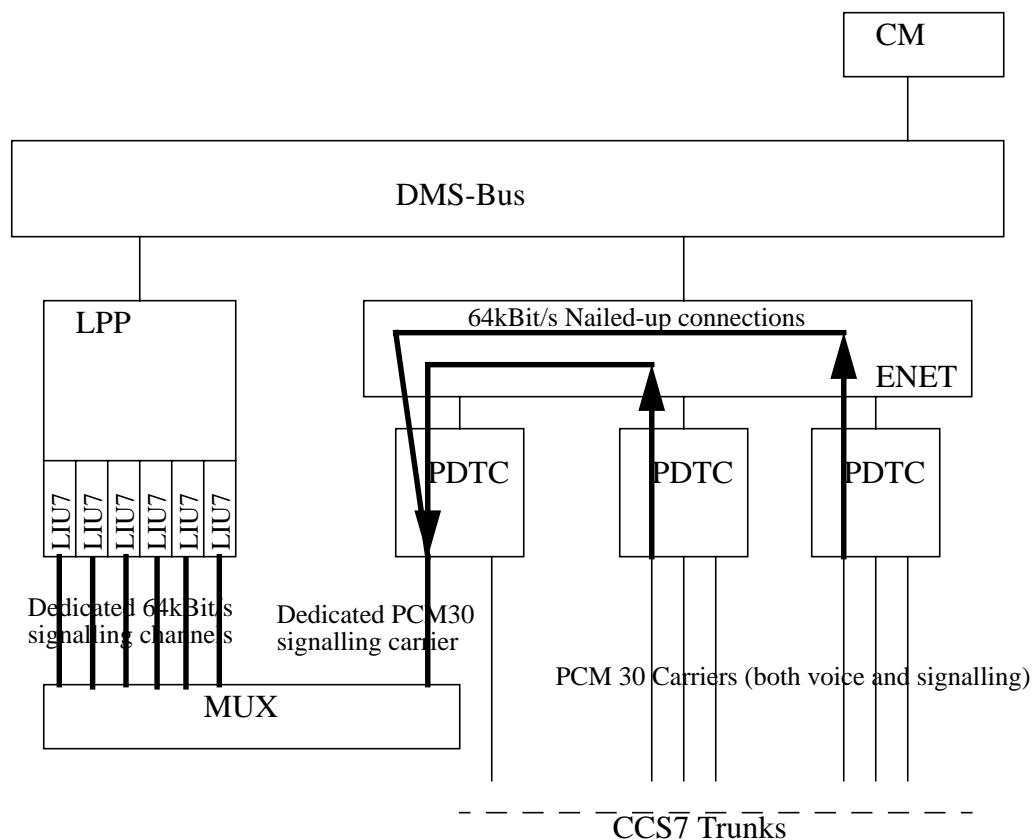 CM
DMS-Bus
LPP
64kBit/s Nailed-up connections
ENET
PDTC
PDTC
PDTC
LIU7
LIU7
LIU7
LIU7
LIU7
LIU7
Dedicated 64kBit/s
signalling channels
Dedicated PCM30
signalling carrier
PCM 30 Carriers (both voice and signalling)
MUX
CCS7 Trunks